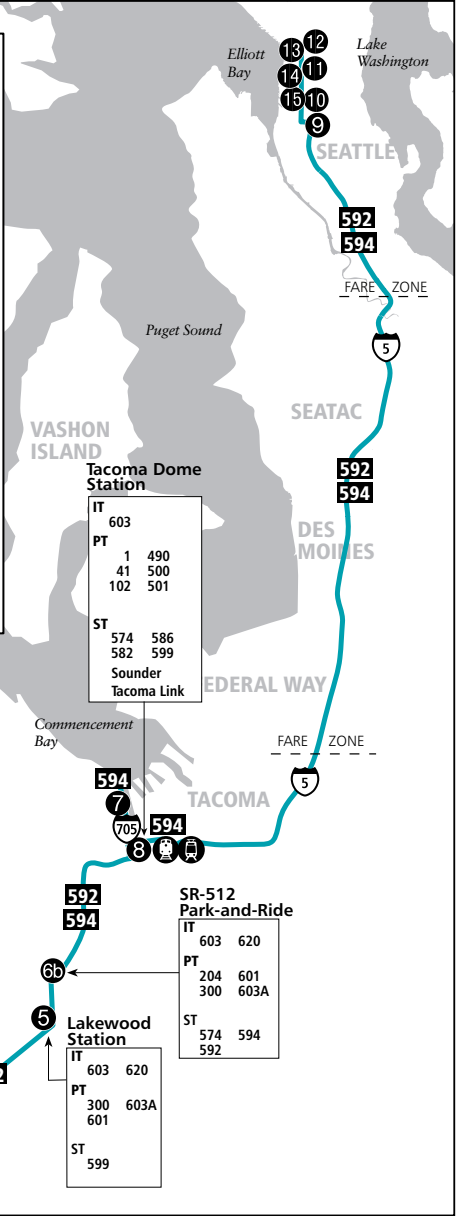 13 12
Elliott
Bay
Lake
Washington
14 11
15 10
9
SEATTLE
592
594
FARE ZONE
5
Puget Sound
SEATAC
VASHON
ISLAND
592
594
Tacoma Dome
Station
IT
603
PT
1 490
41 500
102 501
ST
574 586
582 599
Sounder
Tacoma Link
DES
MOINES
EDERAL WAY
Commencement
Bay
FARE ZONE
5
594
7
TACOMA
705
594
8
592
594
SR-512
Park-and-Ride
IT
603 620
PT
204 601
300 603A
ST
574 594
592
6b
5
Lakewood
Station
IT
603 620
PT
300 603A
601
ST
599
2